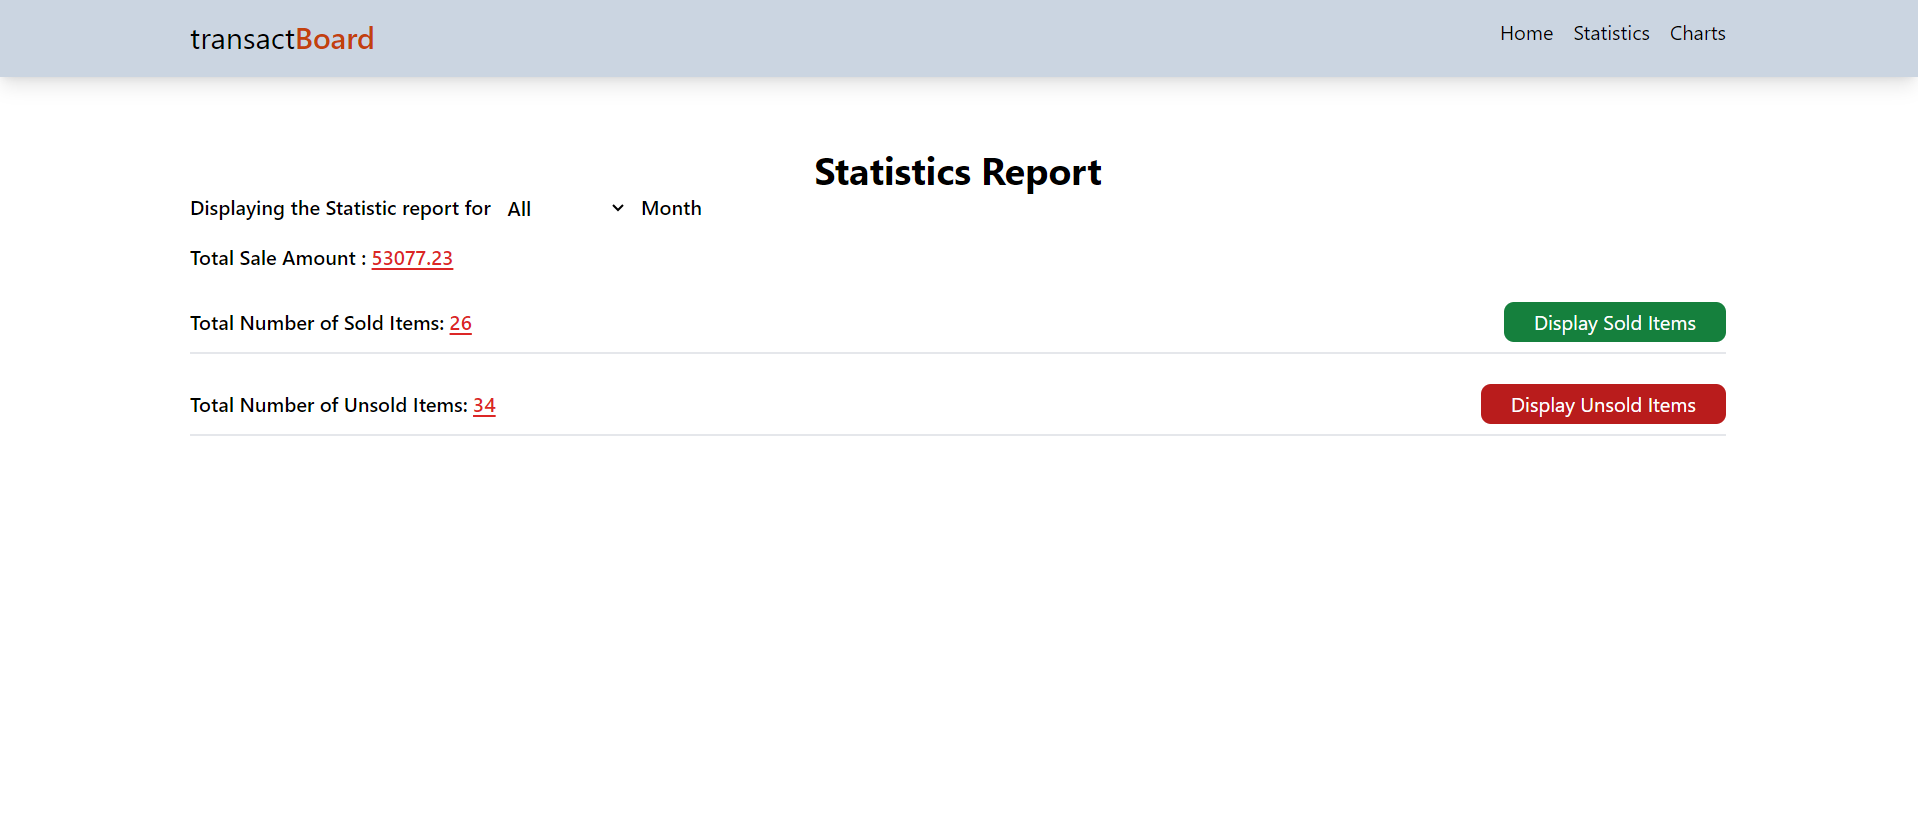 transactBoard
Home Statistics Charts
Statistics Report
Displaying the Statistic report for All Month
Total Sale Amount : 53077.23
Total Number of Sold Items: 26
Display Sold Items
Total Number of Unsold Items: 34
Display Unsold Items